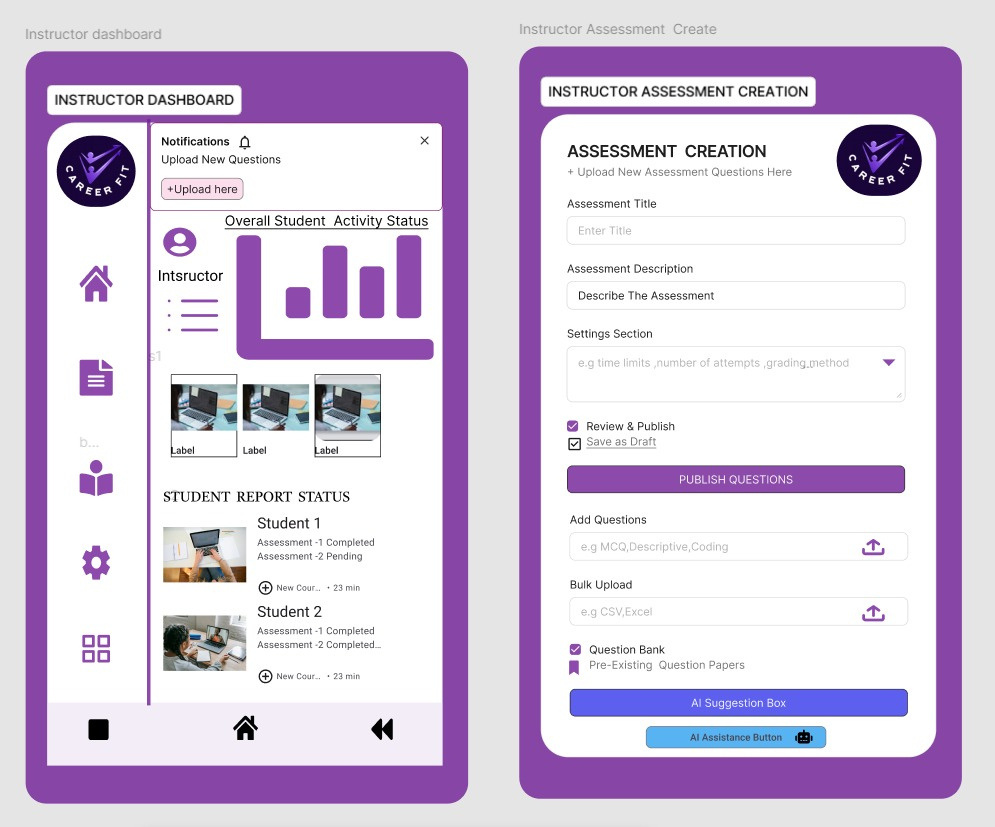 Instructor dashboard
INSTRUCTOR DASHBOARD
CAREER FIT
Notifications
Upload New Questions
+Upload here
Overall Student Activity Status
Intsructor
s1
b...
Label
Label
Label
STUDENT REPORT STATUS
Student 1
Assessment -1 Completed
Assessment -2 Pending
New Cour... • 23 min
Student 2
Assessment -1 Completed
Assessment -2 Completed...
New Cour... • 23 min
Instructor Assessment Create
INSTRUCTOR ASSESSMENT CREATION
CAREER FIT
ASSESSMENT CREATION
+ Upload New Assessment Questions Here
Assessment Title
Enter Title
Assessment Description
Describe The Assessment
Settings Section
e.g time limits ,number of attempts ,grading,,method
Review & Publish
Save as Draft
PUBLISH QUESTIONS
Add Questions
e.g MCQ,Descriptive,Coding
Bulk Upload
e.g CSV,Excel
Question Bank
Pre-Existing Question Papers
AI Suggestion Box
AI Assistance Button